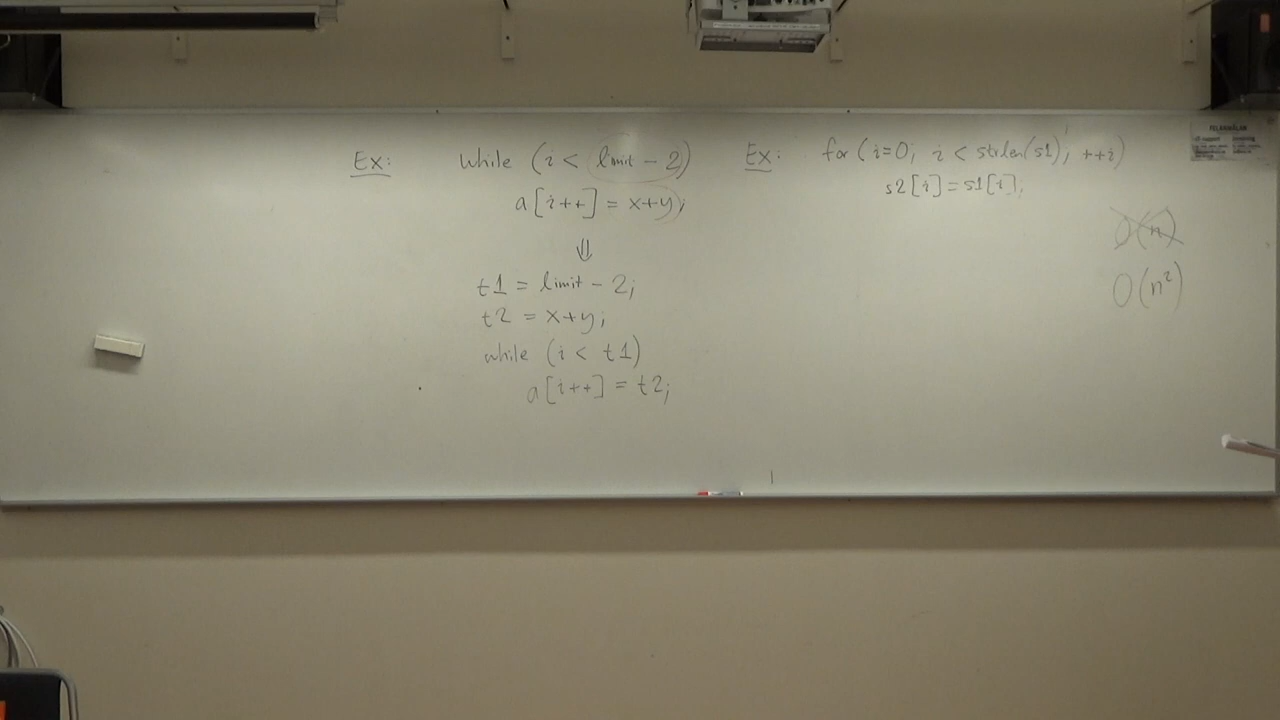 Ex: while (i < limit - 2)
a[i++] = x+y;
⇓
t1 = limit - 2;
t2 = x+y;
while (i < t1)
a[i++] = t2;
Ex: for (i=0; i < strlen(s1); ++i)
s2[i] = s1[i];
O(n)
O(n²)
FELANMÄLAN